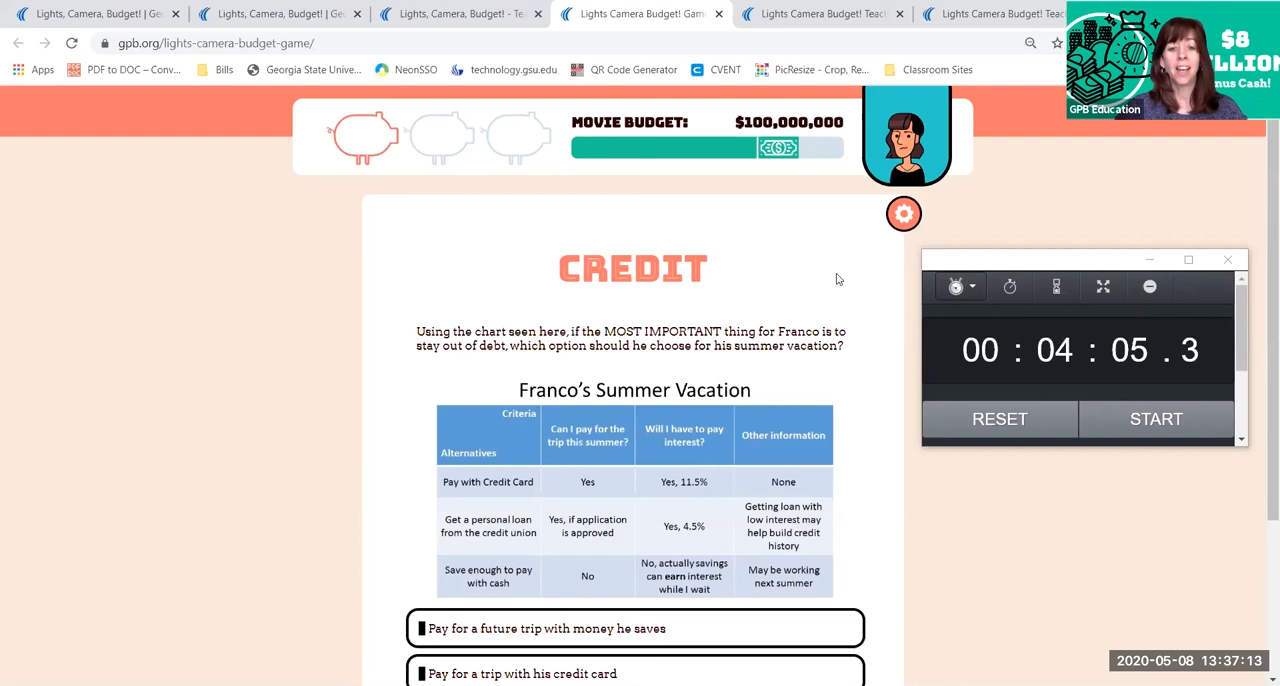 Lights, Camera, Budget! | Ge
Lights, Camera, Budget! | Ge
Lights, Camera, Budget! - Te
Lights Camera Budget! Gam
Lights Camera Budget! Teac
Lights Camera Budget! Teac
gpb.org/lights-camera-budget-game/
Apps
PDF to DOC – Conv...
Bills
Georgia State Unive...
NeonSSO
technology.gsu.edu
QR Code Generator
CVENT
PicResize - Crop, Re...
Classroom Sites
$8
nus Cash!
GPB Education
MOVIE BUDGET: $100,000,000
CREDIT
Using the chart seen here, if the MOST IMPORTANT thing for Franco is to
stay out of debt, which option should he choose for his summer vacation?
Franco's Summer Vacation
Criteria
Alternatives
Can I pay for the
trip this summer?
Will I have to pay
interest?
Other information
Pay with Credit Card
Yes
Yes, 11.5%
None
Get a personal loan
from the credit union
Yes, if application
is approved
Yes, 4.5%
Getting loan with
low interest may
help build credit
history
Save enough to pay
with cash
No
No, actually savings
can earn interest
while I wait
May be working
next summer
Pay for a future trip with money he saves
Pay for a trip with his credit card
00 : 04 : 05 . 3
RESET
START
2020-05-08 13:37:13